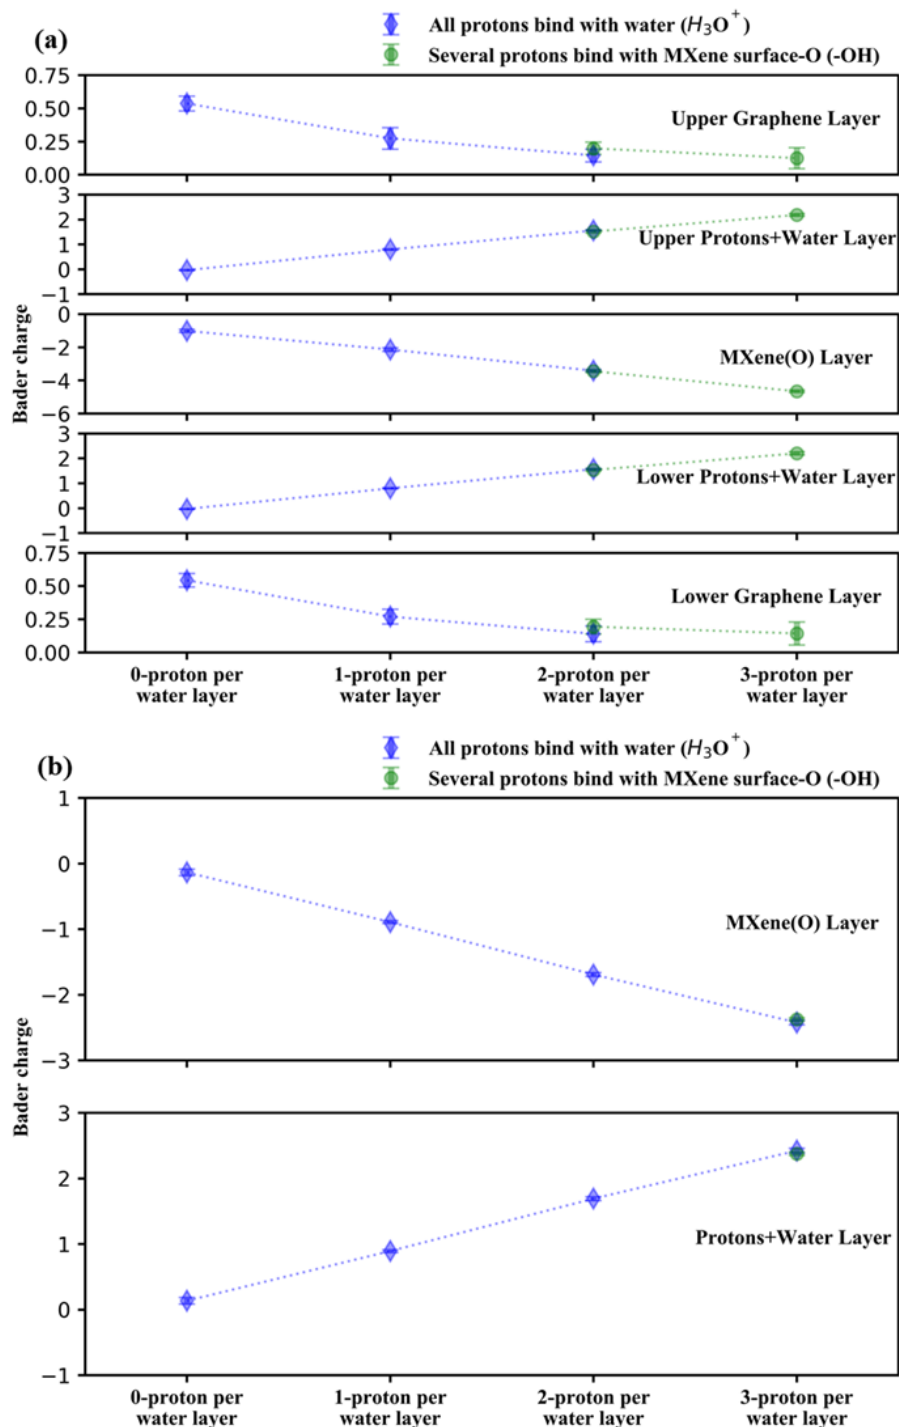 (a)
All protons bind with water (H₃O⁺)
Several protons bind with MXene surface-O (-OH)
Bader charge
0.75
0.50
0.25
0.00
Upper Graphene Layer
3
2
1
0
−1
Upper Protons+Water Layer
0
−2
−4
−6
MXene(O) Layer
3
2
1
0
−1
Lower Protons+Water Layer
0.75
0.50
0.25
0.00
Lower Graphene Layer
0-proton per
water layer
1-proton per
water layer
2-proton per
water layer
3-proton per
water layer
(b)
All protons bind with water (H₃O⁺)
Several protons bind with MXene surface-O (-OH)
Bader charge
1
0
−1
−2
−3
MXene(O) Layer
3
2
1
0
−1
Protons+Water Layer
0-proton per
water layer
1-proton per
water layer
2-proton per
water layer
3-proton per
water layer